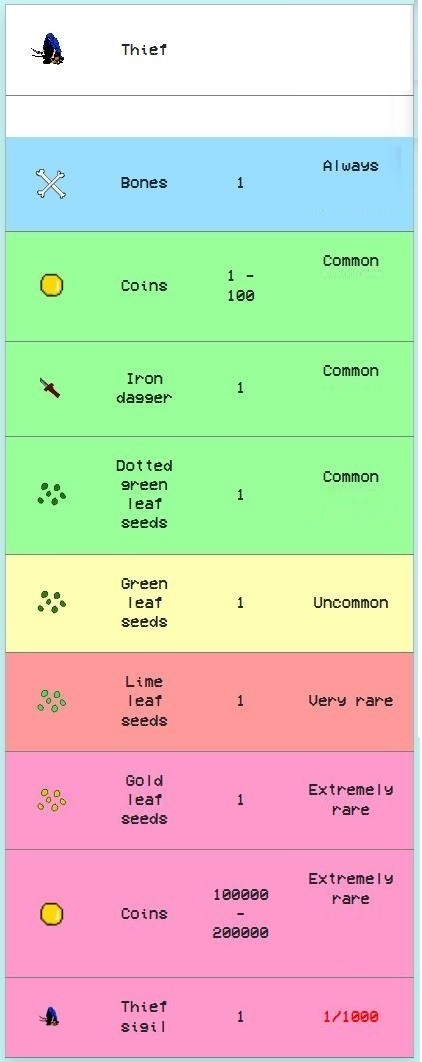 Thief
Bones 1 Always
Coins 1 - Common
100
Iron 1 Common
dagger
Dotted 1 Common
green
leaf
seeds
Green 1 Uncommon
leaf
seeds
Lime 1 Very rare
leaf
seeds
Gold 1 Extremely
leaf rare
seeds
Coins 100000 Extremely
- rare
200000
Thief 1 1/1000
sigil